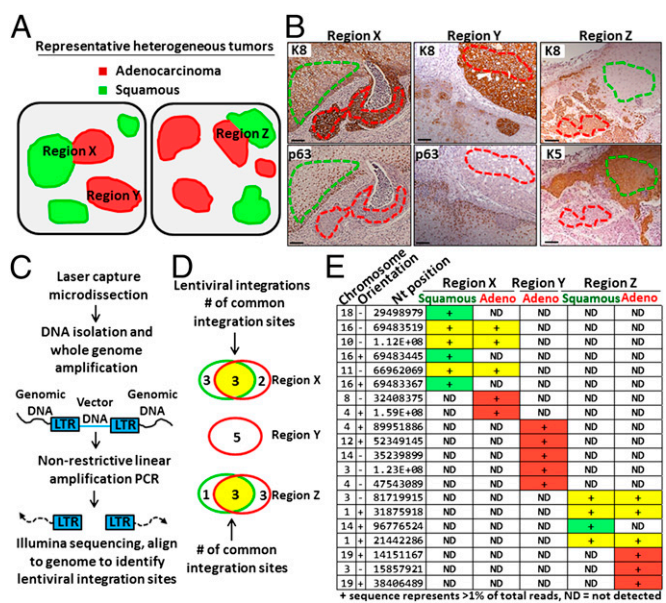 A
Representative heterogeneous tumors
Adenocarcinoma
Squamous
Region X
Region Y
Region Z
B
Region X
Region Y
Region Z
K8
K8
K8
p63
p63
K5
C
Laser capture
microdissection
DNA isolation and
whole genome
amplification
Genomic
DNA
Vector
DNA
Genomic
DNA
LTR
LTR
Non-restrictive linear
amplification PCR
LTR
LTR
Illumina sequencing, align
to genome to identify
lentiviral integration sites
D
Lentiviral integrations
# of common
integration sites
3 3 2 Region X
5 Region Y
1 3 3 Region Z
# of common
integration sites
E
Chromosome
Orientation
Nt position
Region X Region Y Region Z
Squamous Adeno Adeno Squamous Adeno
18 - 29498979 + ND ND ND ND
16 - 69483519 + + ND ND ND
10 - 1.12E+08 + + ND ND ND
16 + 69483445 + ND ND ND ND
11 - 66962069 + + ND ND ND
16 + 69483367 + ND ND ND ND
8 - 32408375 ND + ND ND ND
4 + 1.59E+08 ND + ND ND ND
4 + 89951886 ND ND + ND ND
12 + 52349145 ND ND + ND ND
14 - 35239899 ND ND + ND ND
3 - 1.23E+08 ND ND + ND ND
4 - 47543089 ND ND + ND ND
3 - 81719915 ND ND ND + +
1 + 31875918 ND ND ND + +
14 + 96776524 ND ND ND + ND
1 + 21442286 ND ND ND + +
19 + 14151167 ND ND ND ND +
3 - 15857921 ND ND ND ND +
19 + 38406489 ND ND ND ND +
+ sequence represents >1% of total reads, ND = not detected